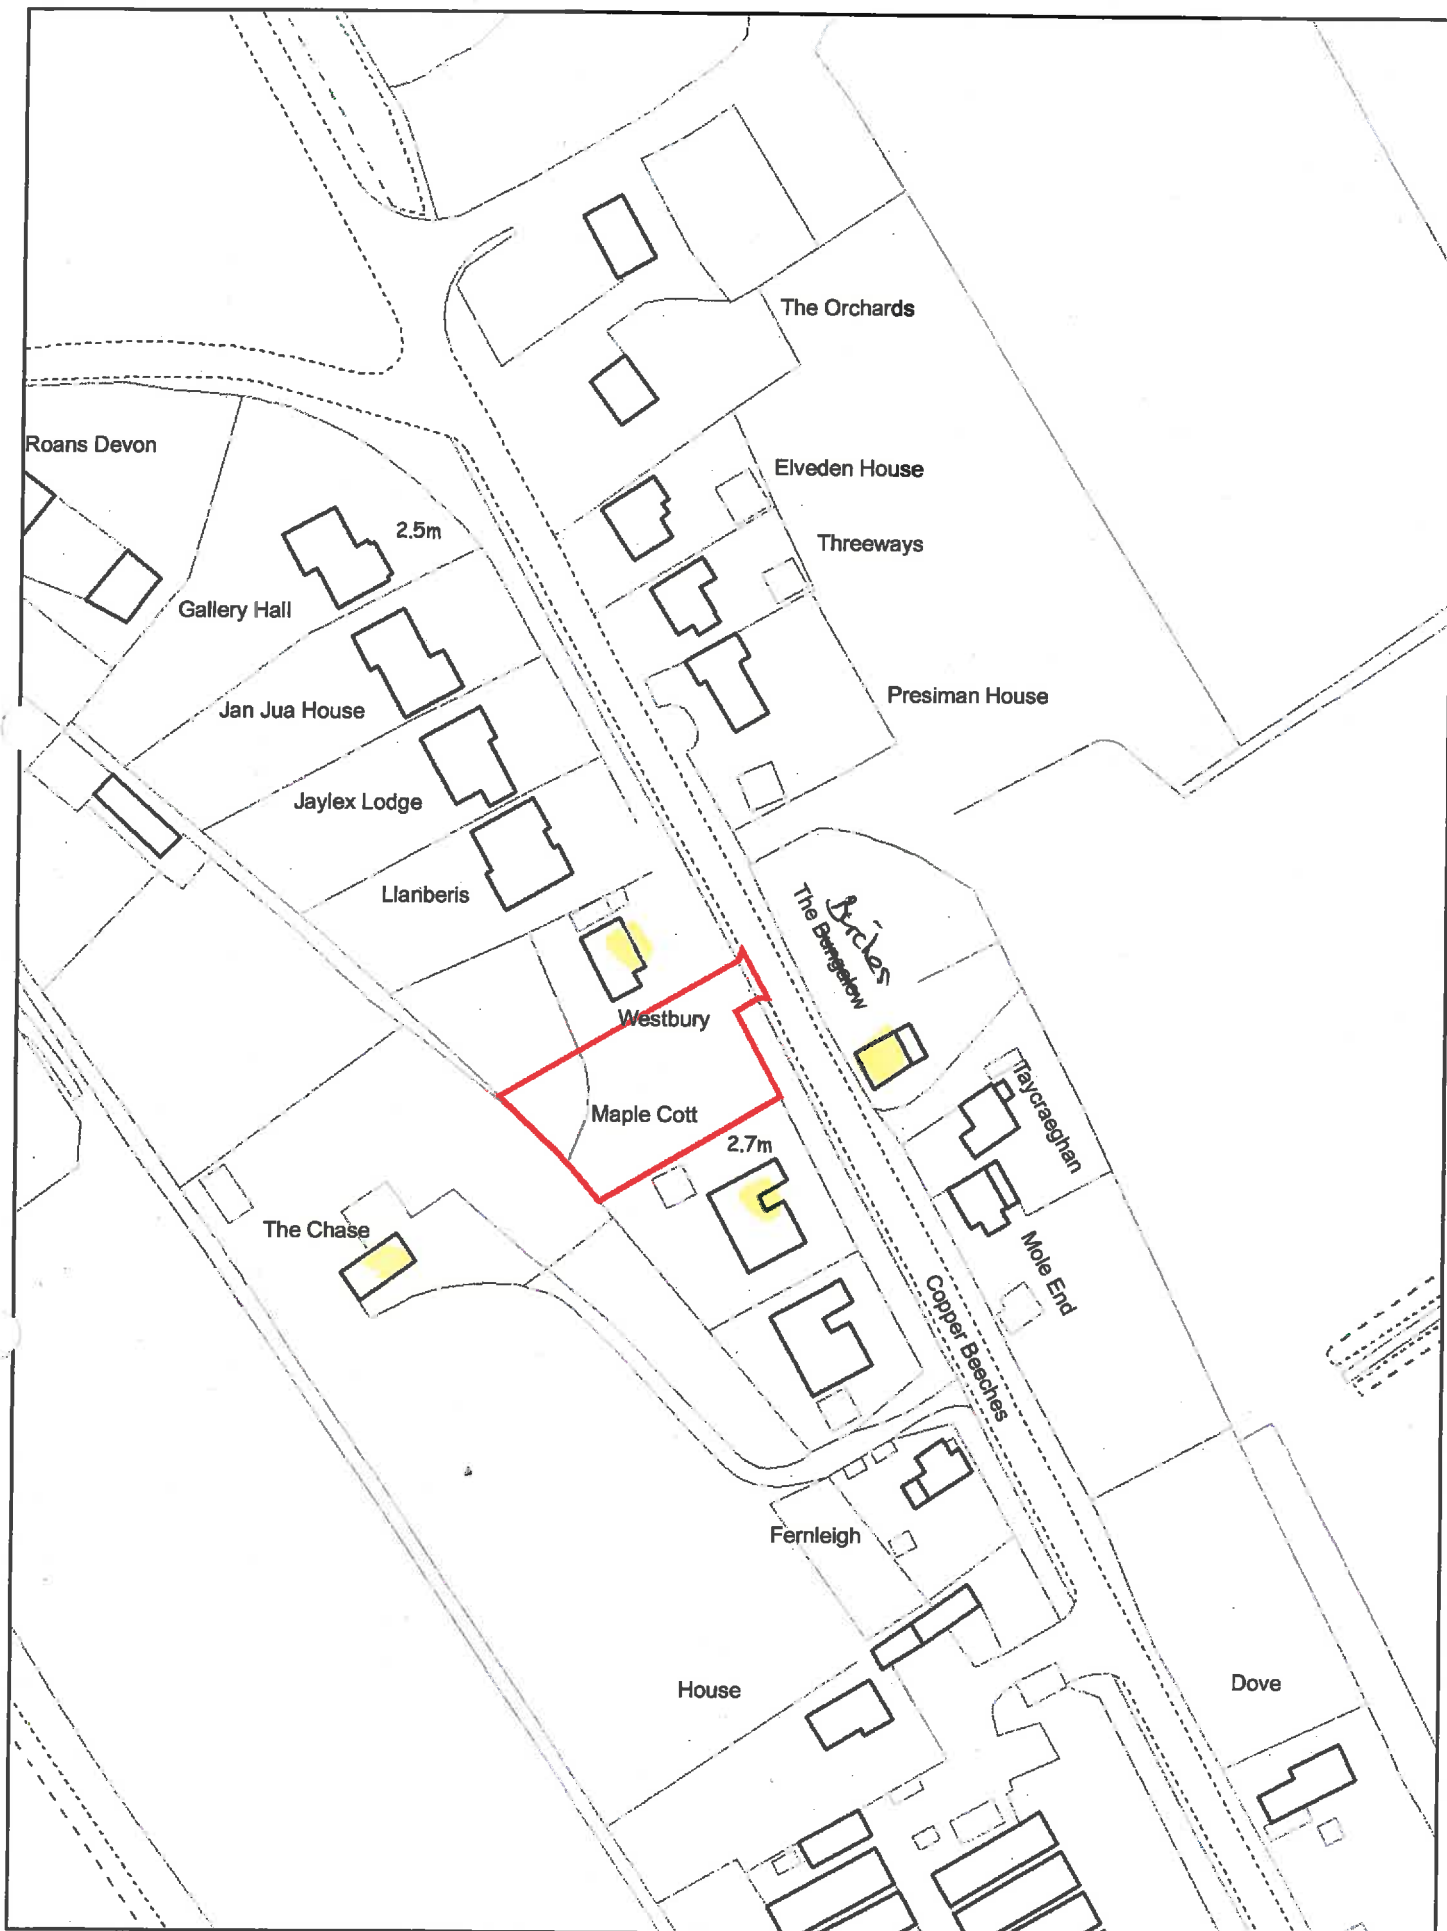 The Orchards
Roans Devon
Elveden House
2.5m
Threeways
Gallery Hall
Presiman House
Jan Jua House
Jaylex Lodge
Llanberis
The Bungalow
Birches
Westbury
Taycraeghan
Maple Cott
2.7m
The Chase
Mole End
Copper Beeches
Fernleigh
House
Dove